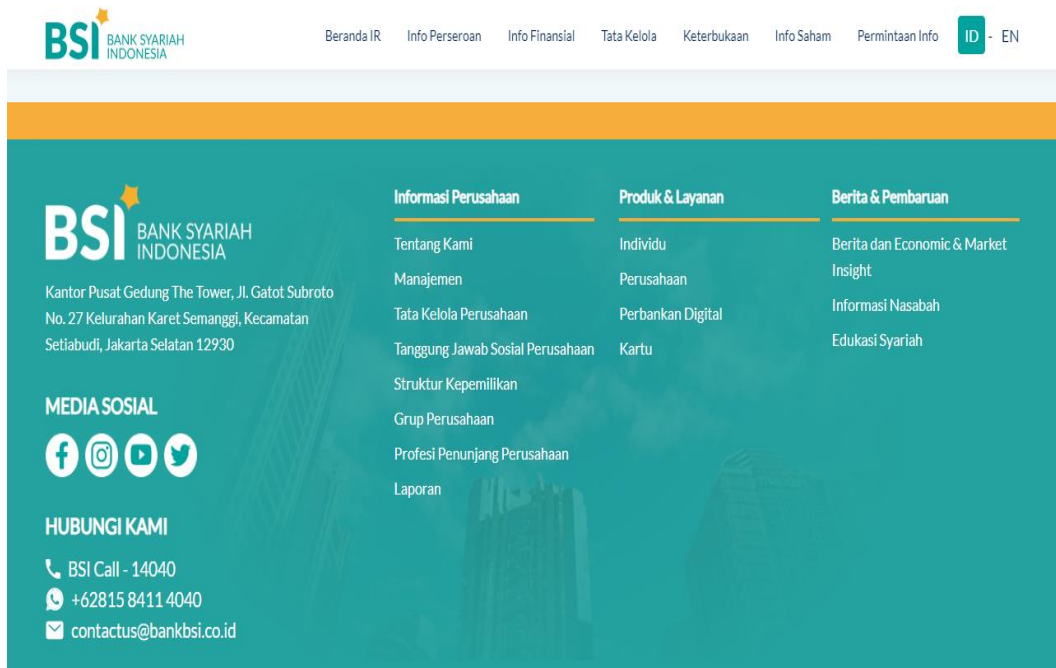 BSI BANK SYARIAH
INDONESIA
Beranda IR Info Perseroan Info Finansial Tata Kelola Keterbukaan Info Saham Permintaan Info ID - EN
BSI BANK SYARIAH
INDONESIA
Kantor Pusat Gedung The Tower, Jl. Gatot Subroto
No. 27 Kelurahan Karet Semanggi, Kecamatan
Setiabudi, Jakarta Selatan 12930
MEDIA SOSIAL
HUBUNGI KAMI
BSI Call - 14040
+62815 8411 4040
contactus@bankbsi.co.id
Informasi Perusahaan
Tentang Kami
Manajemen
Tata Kelola Perusahaan
Tanggung Jawab Sosial Perusahaan
Struktur Kepemilikan
Grup Perusahaan
Profesi Penunjang Perusahaan
Laporan
Produk & Layanan
Individu
Perusahaan
Perbankan Digital
Kartu
Berita & Pembaruan
Berita dan Economic & Market
Insight
Informasi Nasabah
Edukasi Syariah